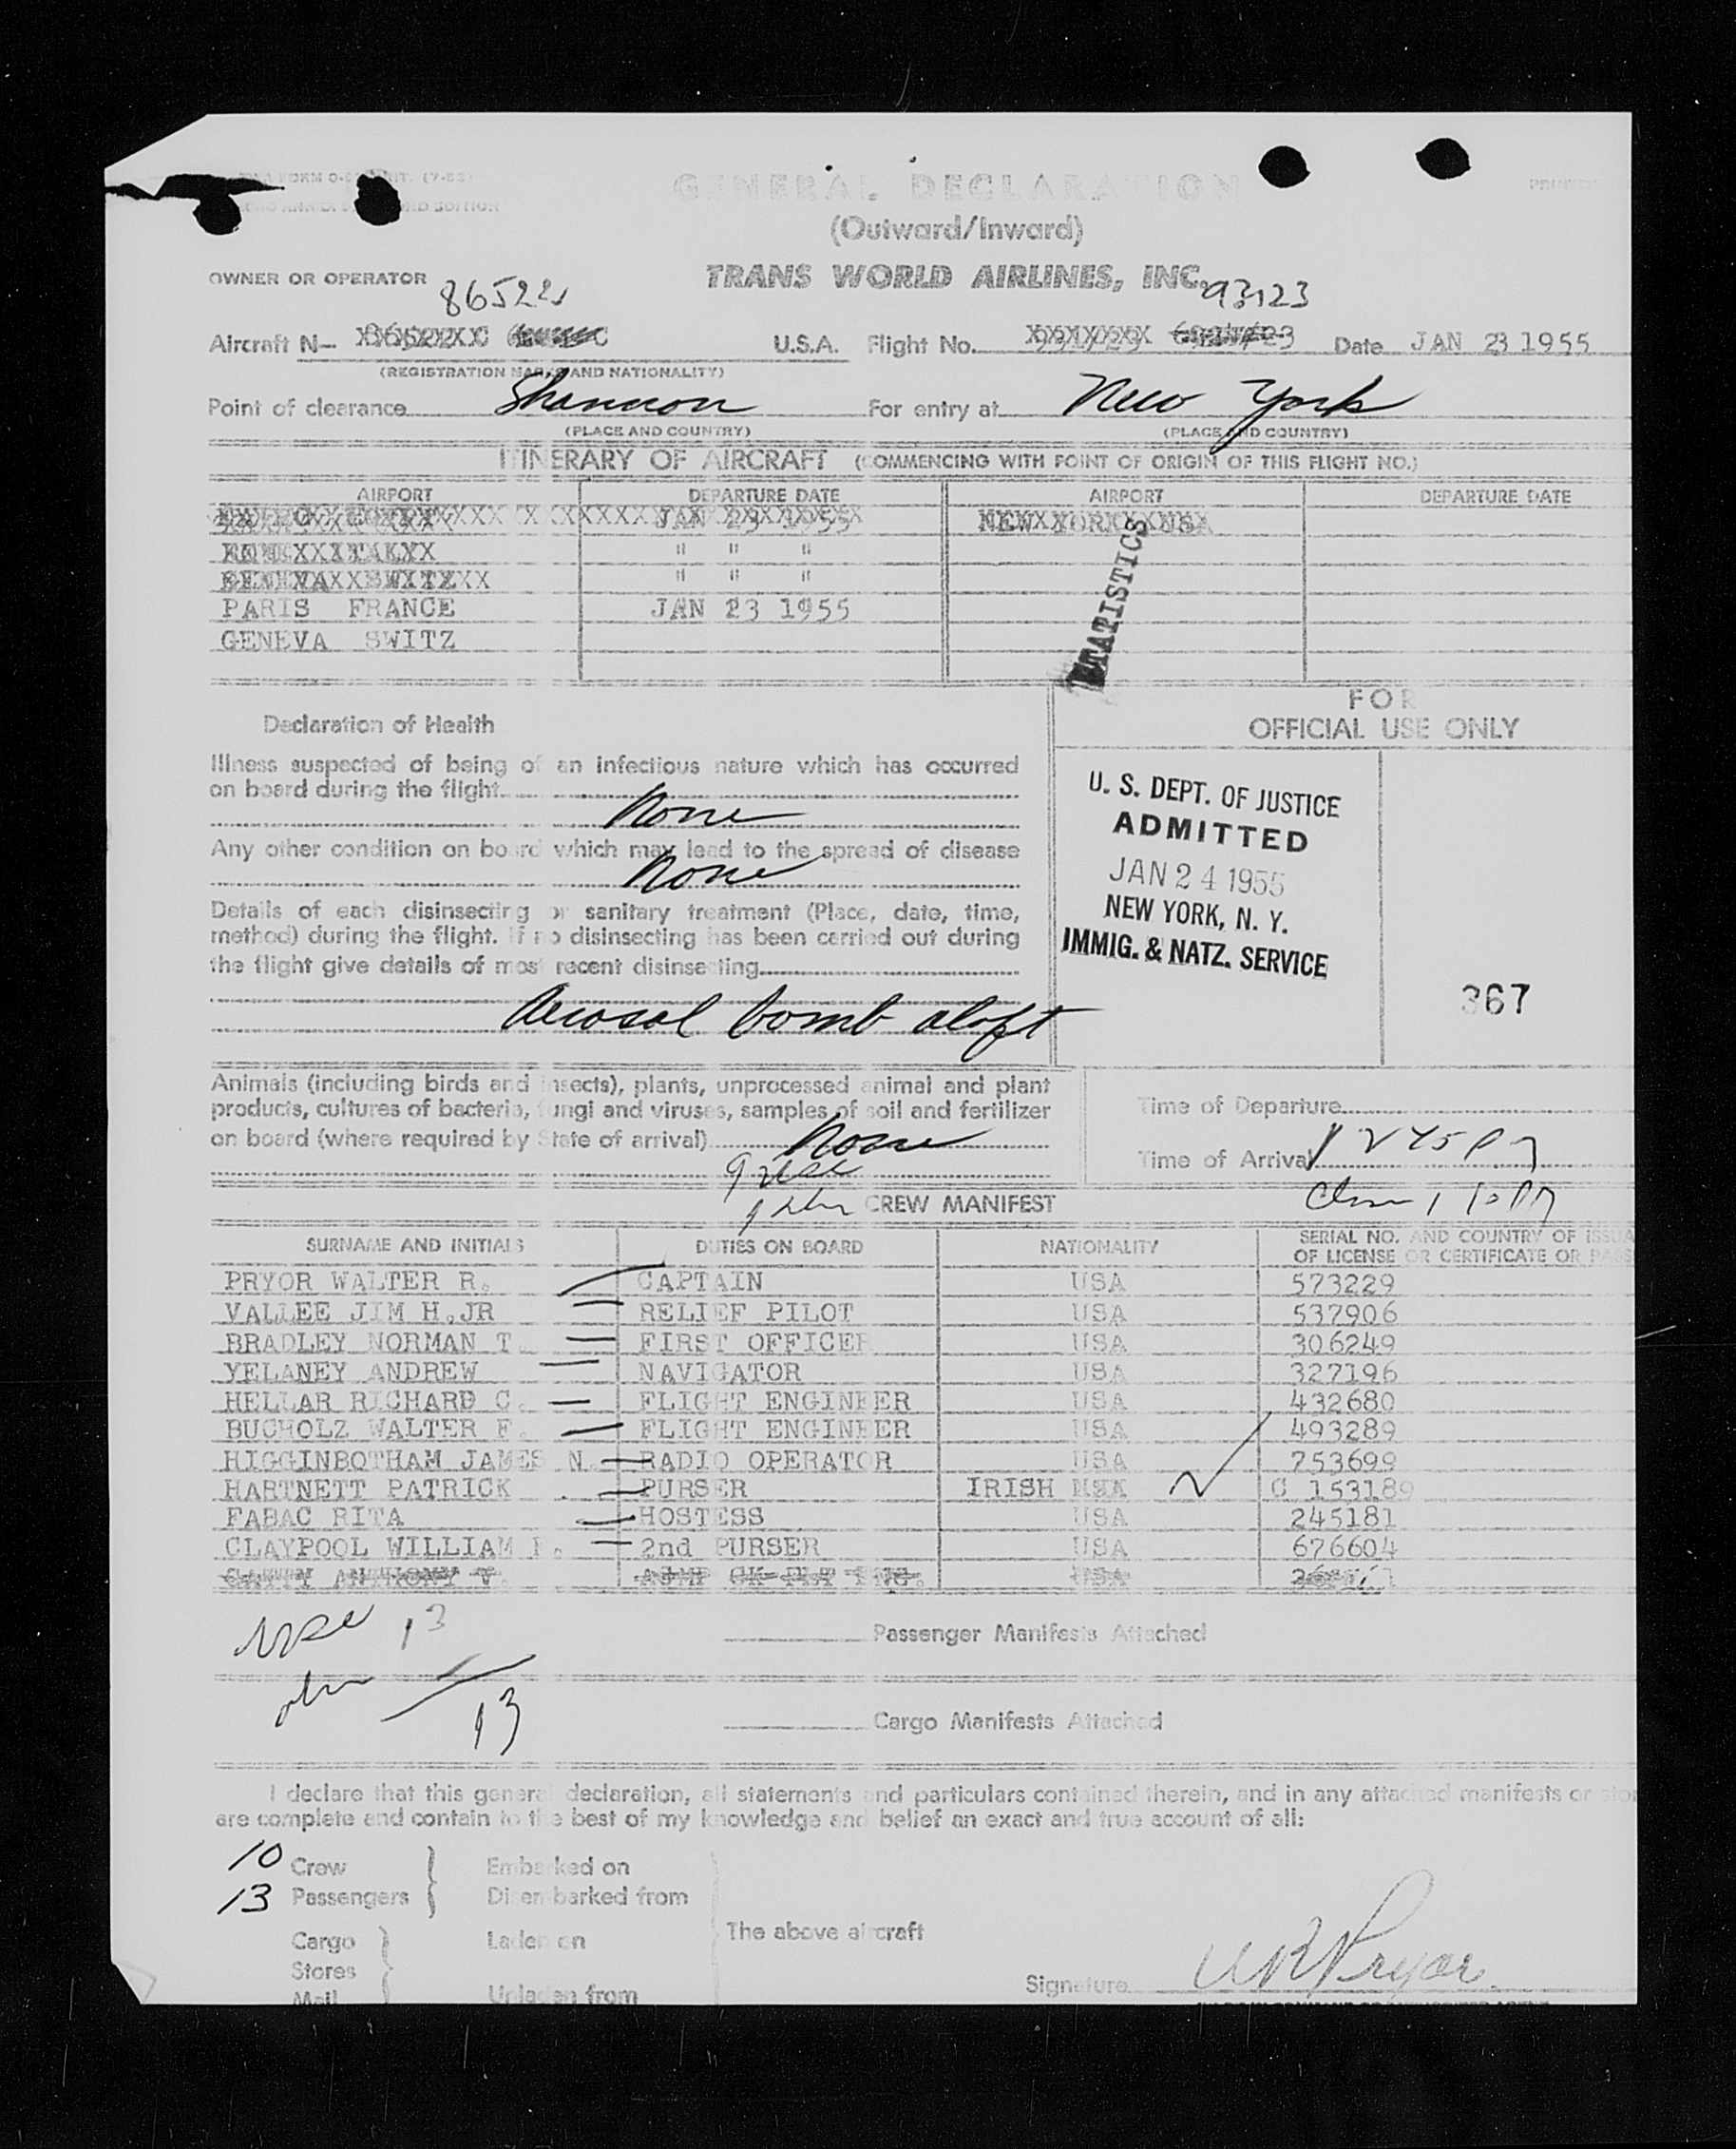 GENERAL DECLARATION
(Outward/Inward)
OWNER OR OPERATOR
TRANS WORLD AIRLINES, INC.
86522
93123
Aircraft N—
U.S.A. Flight No. Date JAN 23 1955
(REGISTRATION MARKS AND NATIONALITY)
Point of clearance Shannon For entry at New York
(PLACE AND COUNTRY) (PLACE AND COUNTRY)
ITINERARY OF AIRCRAFT (COMMENCING WITH POINT OF ORIGIN OF THIS FLIGHT NO.)
AIRPORT DEPARTURE DATE AIRPORT DEPARTURE DATE
JAN 23 1955
" " "
" " "
PARIS FRANCE JAN 23 1955
GENEVA SWITZ
STATISTICS
FOR
OFFICIAL USE ONLY
Declaration of Health
Illness suspected of being of an infectious nature which has occurred
on board during the flight
None
Any other condition on board which may lead to the spread of disease
None
Details of each disinsecting or sanitary treatment (Place, date, time,
method) during the flight. If no disinsecting has been carried out during
the flight give details of most recent disinsecting
Aerosol bomb aloft
U. S. DEPT. OF JUSTICE
ADMITTED
JAN 24 1955
NEW YORK, N. Y.
IMMIG. & NATZ. SERVICE
367
Animals (including birds and insects), plants, unprocessed animal and plant
products, cultures of bacteria, fungi and viruses, samples of soil and fertilizer
on board (where required by State of arrival) None
Time of Departure
Time of Arrival
CREW MANIFEST
SURNAME AND INITIALS DUTIES ON BOARD NATIONALITY SERIAL NO. AND COUNTRY OF
OF LICENSE OR CERTIFICATE OR
PRYOR WALTER R. CAPTAIN USA 573229
VALLEE JIM H.JR RELIEF PILOT USA 537906
BRADLEY NORMAN T. FIRST OFFICER USA 306249
YELANEY ANDREW NAVIGATOR USA 327196
HELLAR RICHARD C. FLIGHT ENGINEER USA 432680
BUCHOLZ WALTER F. FLIGHT ENGINEER USA 493289
HIGGINBOTHAM JAMES N. RADIO OPERATOR USA 753699
HARTNETT PATRICK PURSER IRISH C 153189
FABAC RITA HOSTESS USA 245181
CLAYPOOL WILLIAM 2nd PURSER USA 676604
13
Passenger Manifests Attached
13
Cargo Manifests Attached
I declare that this general declaration, all statements and particulars contained therein, and in any attached manifests or
are complete and contain to the best of my knowledge and belief an exact and true account of all:
10 Crew Embarked on
13 Passengers Disembarked from
The above aircraft
Cargo Laden on
Stores
Mail Unladen from
Signature W R Pryor